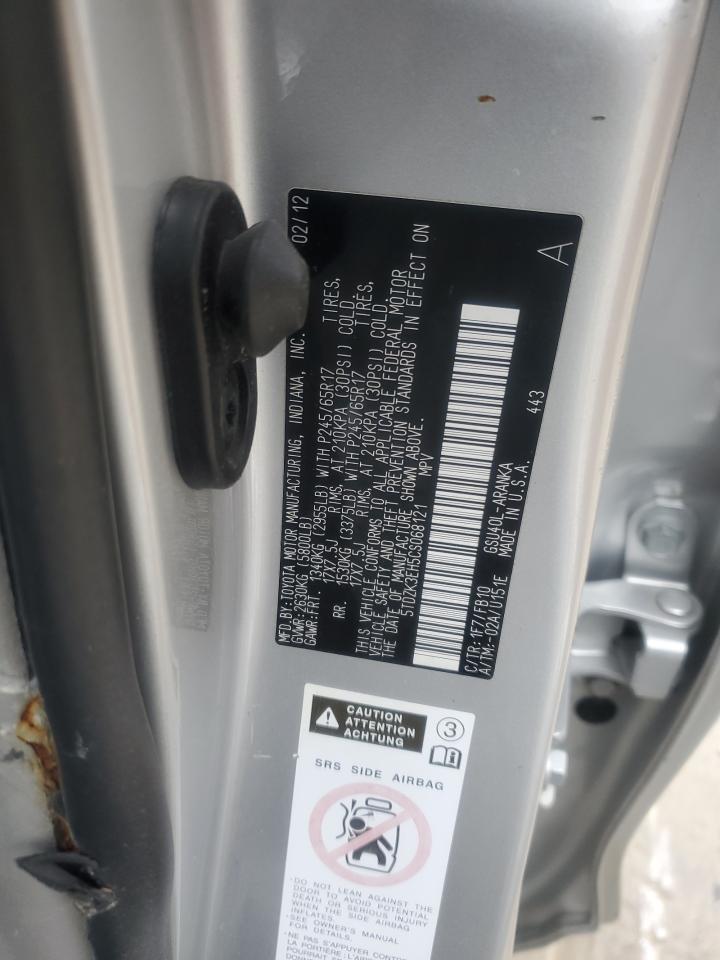 MFD.BY:TOYOTA MOTOR MANUFACTURING, INDIANA, INC. 02/12
GVWR:2630KG(5800LB)
GAWR:FRT. 1340KG (2955LB) WITH P245/65R17 TIRES,
17X7.5J RIMS, AT 210KPA (30PSI) COLD.
RR. 1530KG (3375LB) WITH P245/65R17 TIRES,
17X7.5J RIMS, AT 210KPA (30PSI) COLD.
THIS VEHICLE CONFORMS TO ALL APPLICABLE FEDERAL MOTOR
VEHICLE SAFETY AND THEFT PREVENTION STANDARDS IN EFFECT ON
THE DATE OF MANUFACTURE SHOWN ABOVE.
5TDZK3EH5CS068121 MPV
C/TR:1F7/FB10 GSU40L-ARANKA 443 A
A/TM:-02A/U151E MADE IN U.S.A.
CAUTION
ATTENTION
ACHTUNG
3
SRS SIDE AIRBAG
·DO NOT LEAN AGAINST THE
DOOR TO AVOID POTENTIAL
DEATH OR SERIOUS INJURY
WHEN THE SIDE AIRBAG
INFLATES.
·SEE OWNER'S MANUAL
FOR DETAILS.
·NE PAS S'APPUYER CONTRE
LA PORTIERE:L'AIR
POURRAIT SE